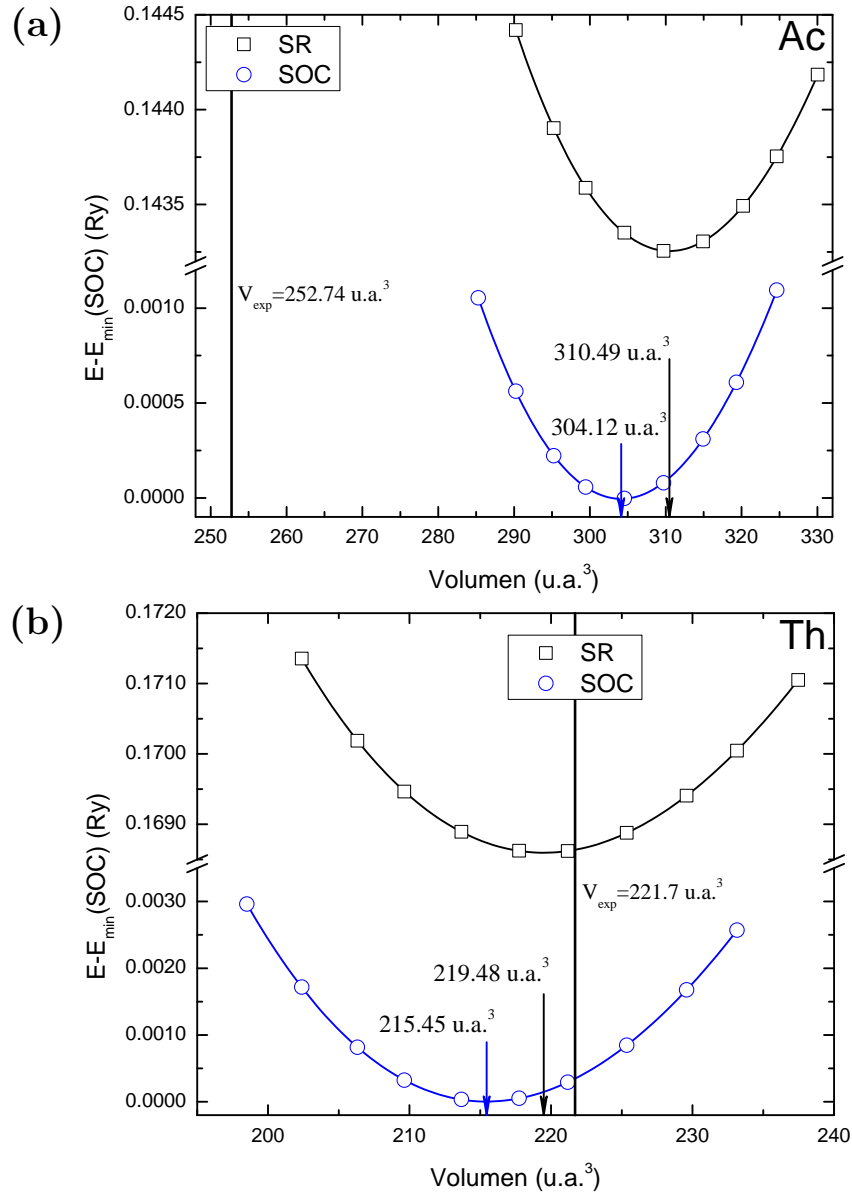 (a)
Ac
SR
SOC
0.1445
0.1440
0.1435
0.0010
0.0005
0.0000
E-E_min(SOC) (Ry)
V_exp=252.74 u.a.³
310.49 u.a.³
304.12 u.a.³
250 260 270 280 290 300 310 320 330
Volumen (u.a.³)
(b)
Th
SR
SOC
0.1720
0.1710
0.1700
0.1690
0.0030
0.0020
0.0010
0.0000
E-E_min(SOC) (Ry)
V_exp=221.7 u.a.³
219.48 u.a.³
215.45 u.a.³
200 210 220 230 240
Volumen (u.a.³)